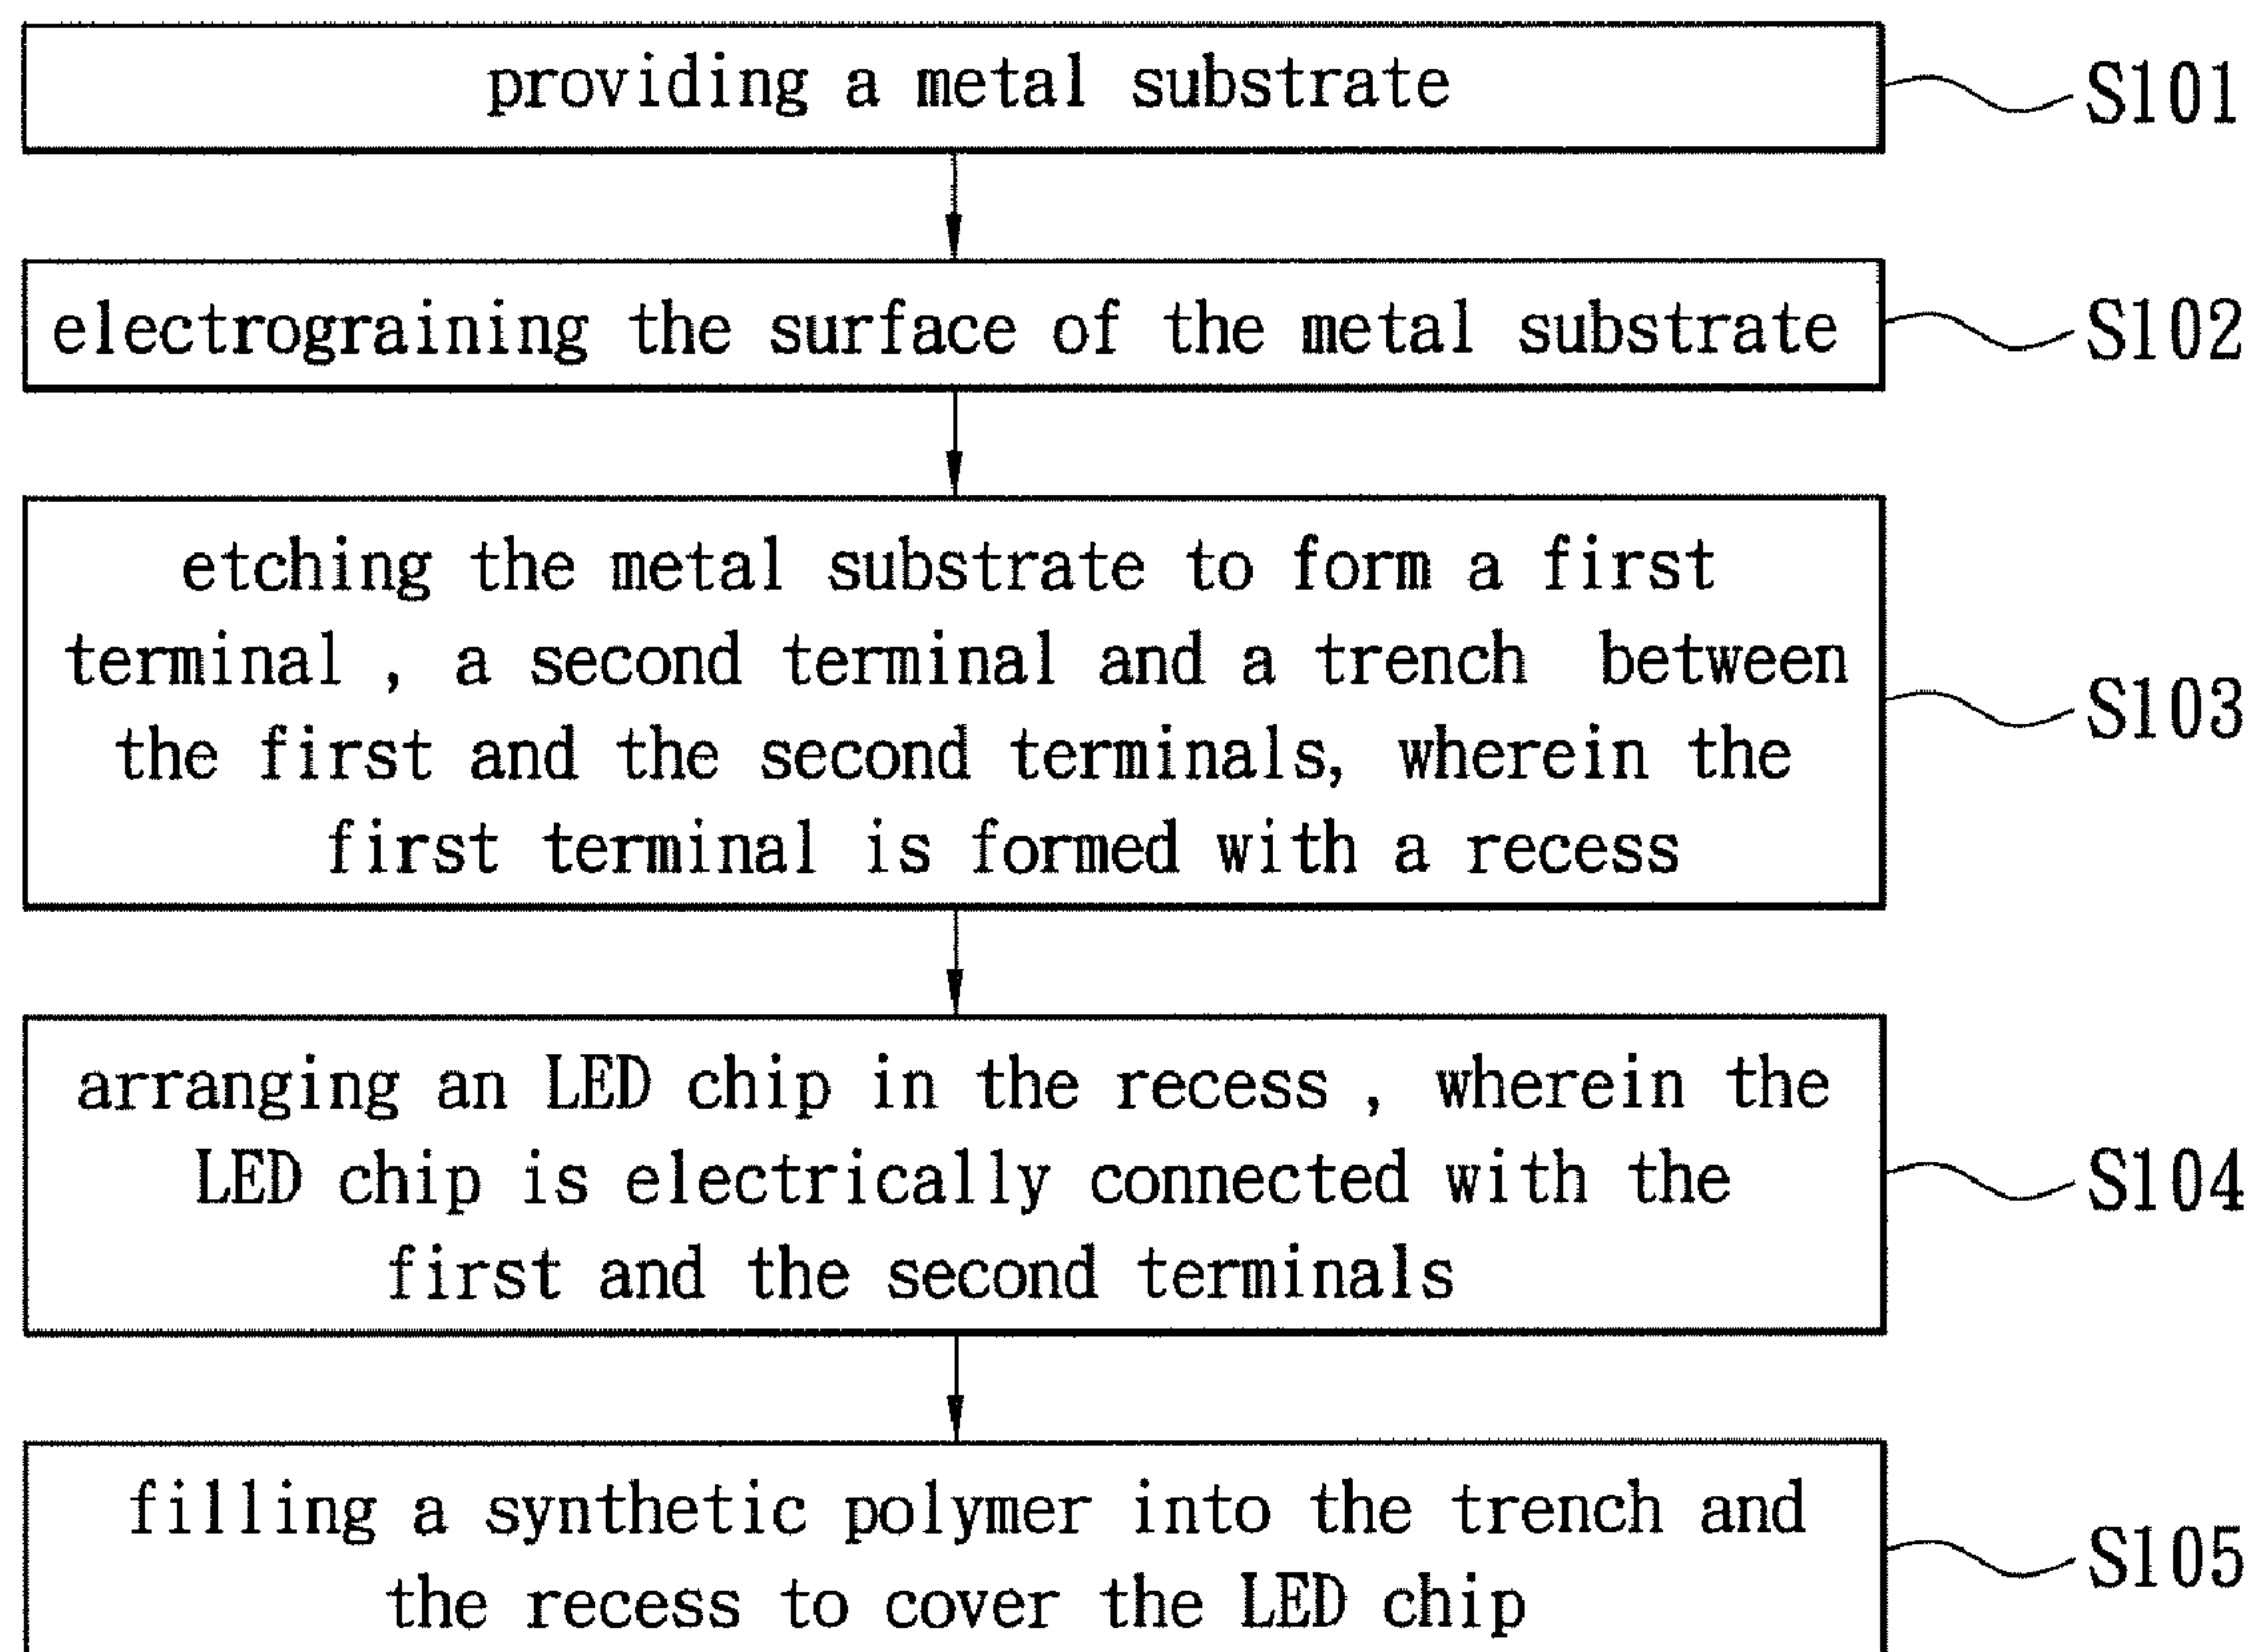 providing a metal substrate
S101
electrograining the surface of the metal substrate
S102
etching the metal substrate to form a first
terminal , a second terminal and a trench between
the first and the second terminals, wherein the
first terminal is formed with a recess
S103
arranging an LED chip in the recess , wherein the
LED chip is electrically connected with the
first and the second terminals
S104
filling a synthetic polymer into the trench and
the recess to cover the LED chip
S105